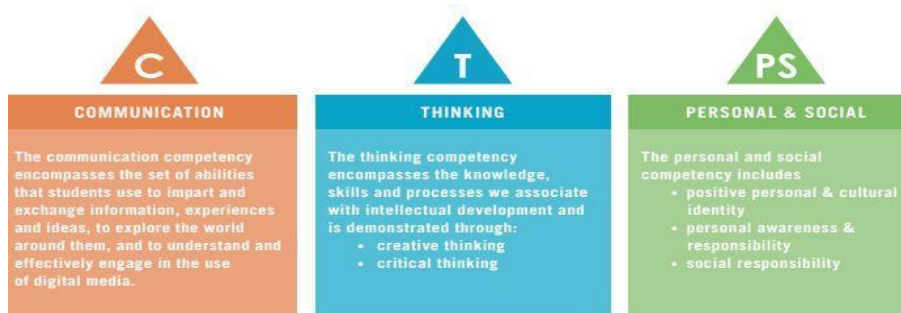 C
COMMUNICATION
The communication competency
encompasses the set of abilities
that students use to impart and
exchange information, experiences
and ideas, to explore the world
around them, and to understand and
effectively engage in the use
of digital media.
T
THINKING
The thinking competency
encompasses the knowledge,
skills and processes we associate
with intellectual development and
is demonstrated through:
• creative thinking
• critical thinking
PS
PERSONAL & SOCIAL
The personal and social
competency includes
• positive personal & cultural
identity
• personal awareness &
responsibility
• social responsibility